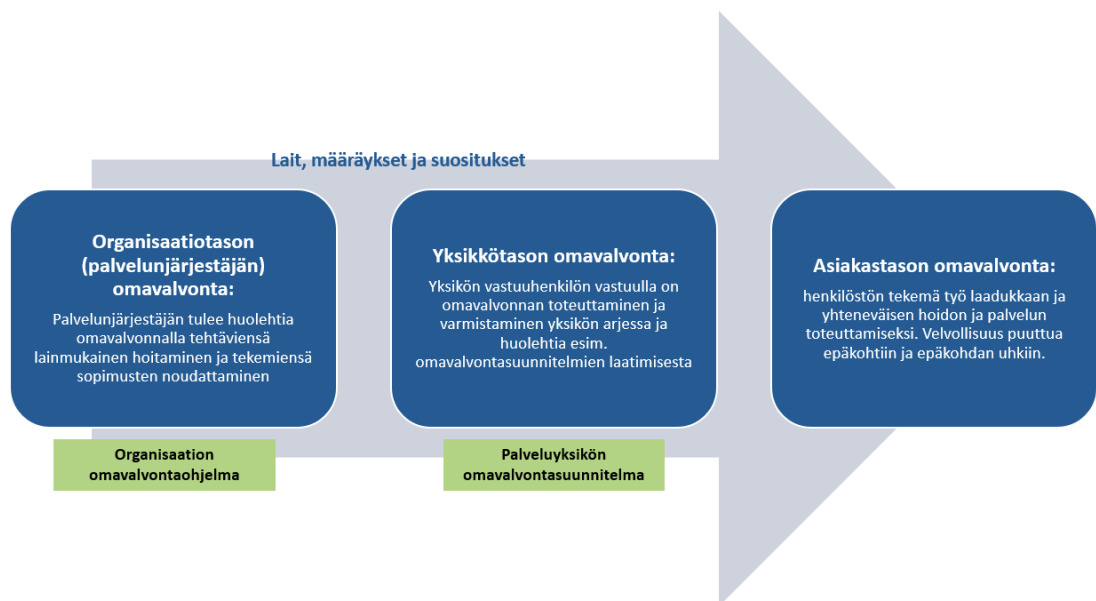 Lait, määräykset ja suositukset
Organisaatiotason
(palvelunjärjestäjän)
omavalvonta:
Palvelunjärjestäjän tulee huolehtia
omavalvonnalla tehtäviensä
lainmukainen hoitaminen ja tekemiensä
sopimusten noudattaminen
Organisaation
omavalvontaohjelma
Yksikkötason omavalvonta:
Yksikön vastuuhenkilön vastuulla on
omavalvonnan toteuttaminen ja
varmistaminen yksikön arjessa ja
huolehtia esim.
omavalvontasuunnitelmien laatimisesta
Palveluyksikön
omavalvontasuunnitelma
Asiakastason omavalvonta:
henkilöstön tekemä työ laadukkaan ja
yhteneväisen hoidon ja palvelun
toteuttamiseksi. Velvollisuus puuttua
epäkohtiin ja epäkohdan uhkiin.